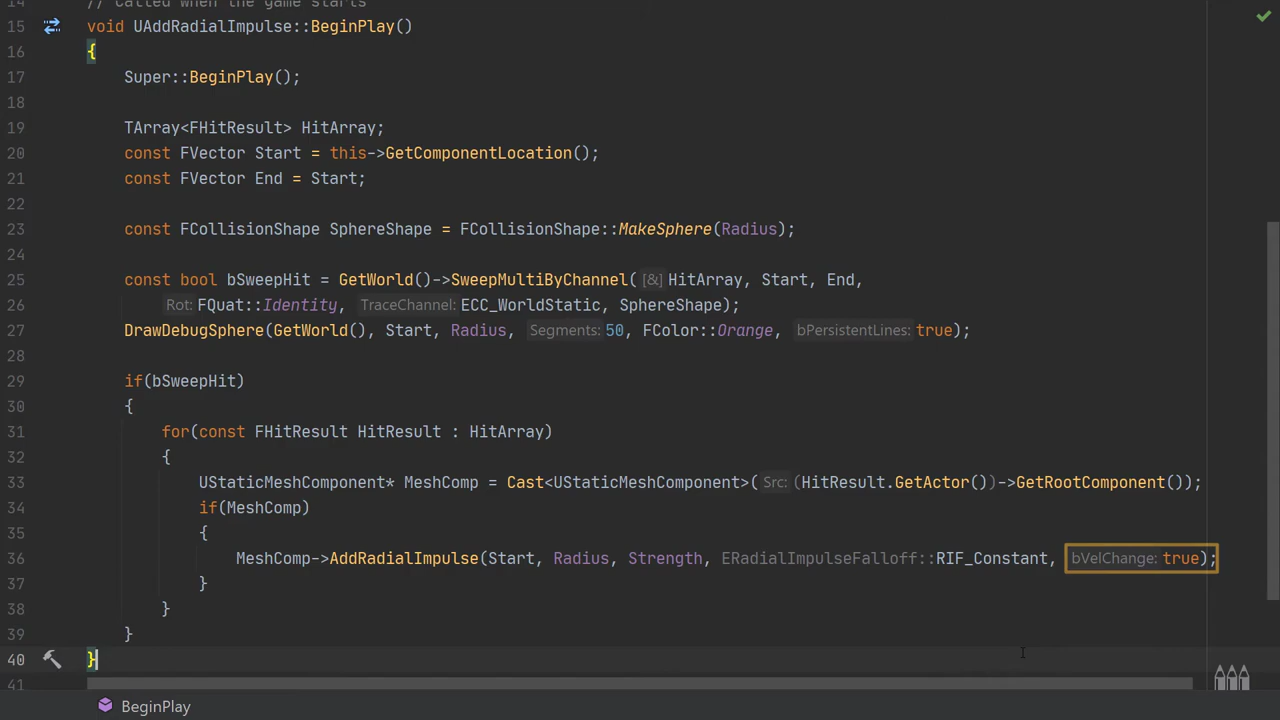 14 // Called when the game starts
15 void UAddRadialImpulse::BeginPlay()
16 {
17 Super::BeginPlay();
18
19 TArray<FHitResult> HitArray;
20 const FVector Start = this->GetComponentLocation();
21 const FVector End = Start;
22
23 const FCollisionShape SphereShape = FCollisionShape::MakeSphere(Radius);
24
25 const bool bSweepHit = GetWorld()->SweepMultiByChannel([&]HitArray, Start, End,
26 Rot: FQuat::Identity, TraceChannel: ECC_WorldStatic, SphereShape);
27 DrawDebugSphere(GetWorld(), Start, Radius, Segments: 50, FColor::Orange, bPersistentLines: true);
28
29 if(bSweepHit)
30 {
31 for(const FHitResult HitResult : HitArray)
32 {
33 UStaticMeshComponent* MeshComp = Cast<UStaticMeshComponent>(Src: (HitResult.GetActor())->GetRootComponent());
34 if(MeshComp)
35 {
36 MeshComp->AddRadialImpulse(Start, Radius, Strength, ERadialImpulseFalloff::RIF_Constant, bVelChange: true);
37 }
38 }
39 }
40 }
41
BeginPlay